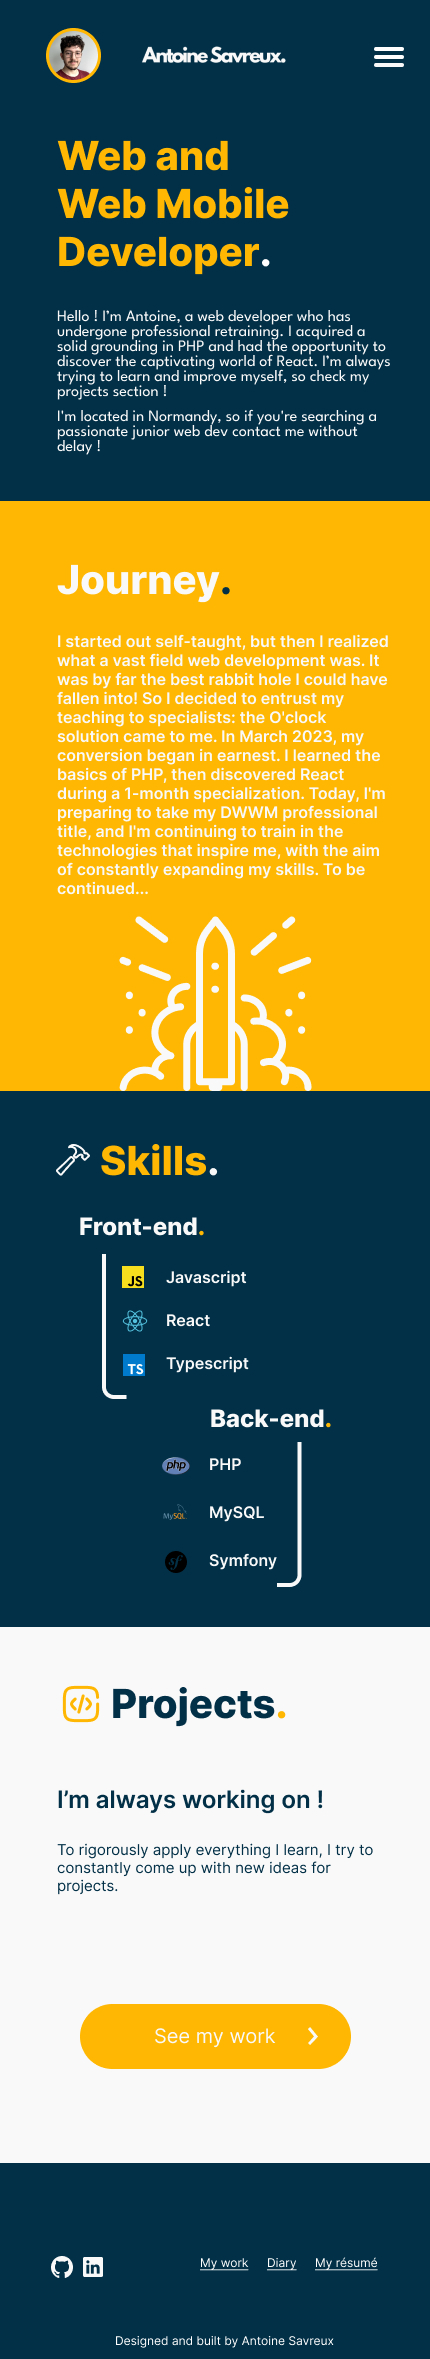 Antoine Savreux.
Web and
Web Mobile
Developer.
Hello ! I’m Antoine, a web developer who has
undergone professional retraining. I acquired a
solid grounding in PHP and had the opportunity to
discover the captivating world of React. I’m always
trying to learn and improve myself, so check my
projects section !
I'm located in Normandy, so if you're searching a
passionate junior web dev contact me without
delay !
Journey.
I started out self-taught, but then I realized
what a vast field web development was. It
was by far the best rabbit hole I could have
fallen into! So I decided to entrust my
teaching to specialists: the O'clock
solution came to me. In March 2023, my
conversion began in earnest. I learned the
basics of PHP, then discovered React
during a 1-month specialization. Today, I'm
preparing to take my DWWM professional
title, and I'm continuing to train in the
technologies that inspire me, with the aim
of constantly expanding my skills. To be
continued...
Skills.
Front-end.
JS Javascript
React
TS Typescript
Back-end.
php PHP
MySQL MySQL
sf Symfony
Projects.
I’m always working on !
To rigorously apply everything I learn, I try to
constantly come up with new ideas for
projects.
See my work
in
My work Diary My résumé
Designed and built by Antoine Savreux